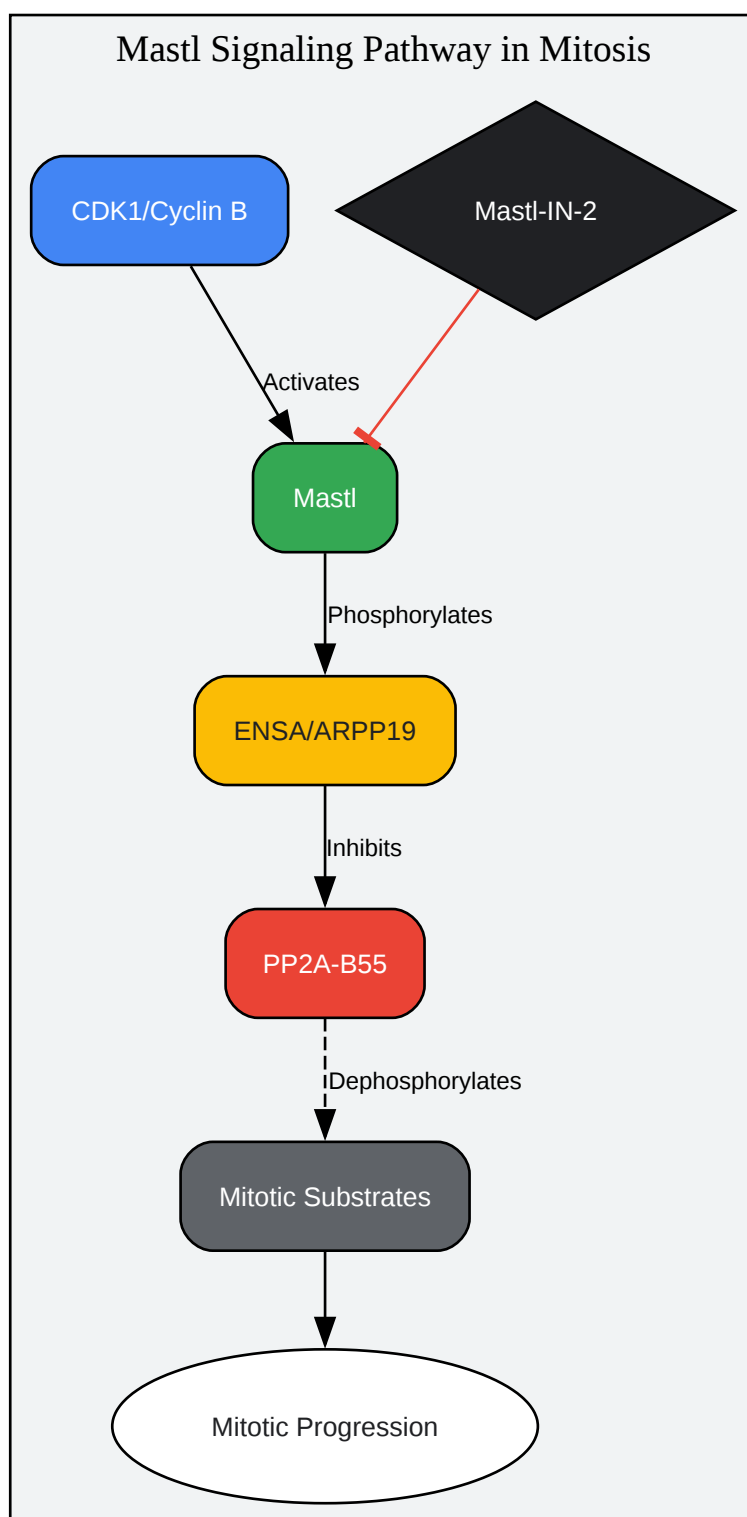 Mastl Signaling Pathway in Mitosis
CDK1/Cyclin B
Mastl-IN-2
Activates
Mastl
Phosphorylates
ENSA/ARPP19
Inhibits
PP2A-B55
Dephosphorylates
Mitotic Substrates
Mitotic Progression